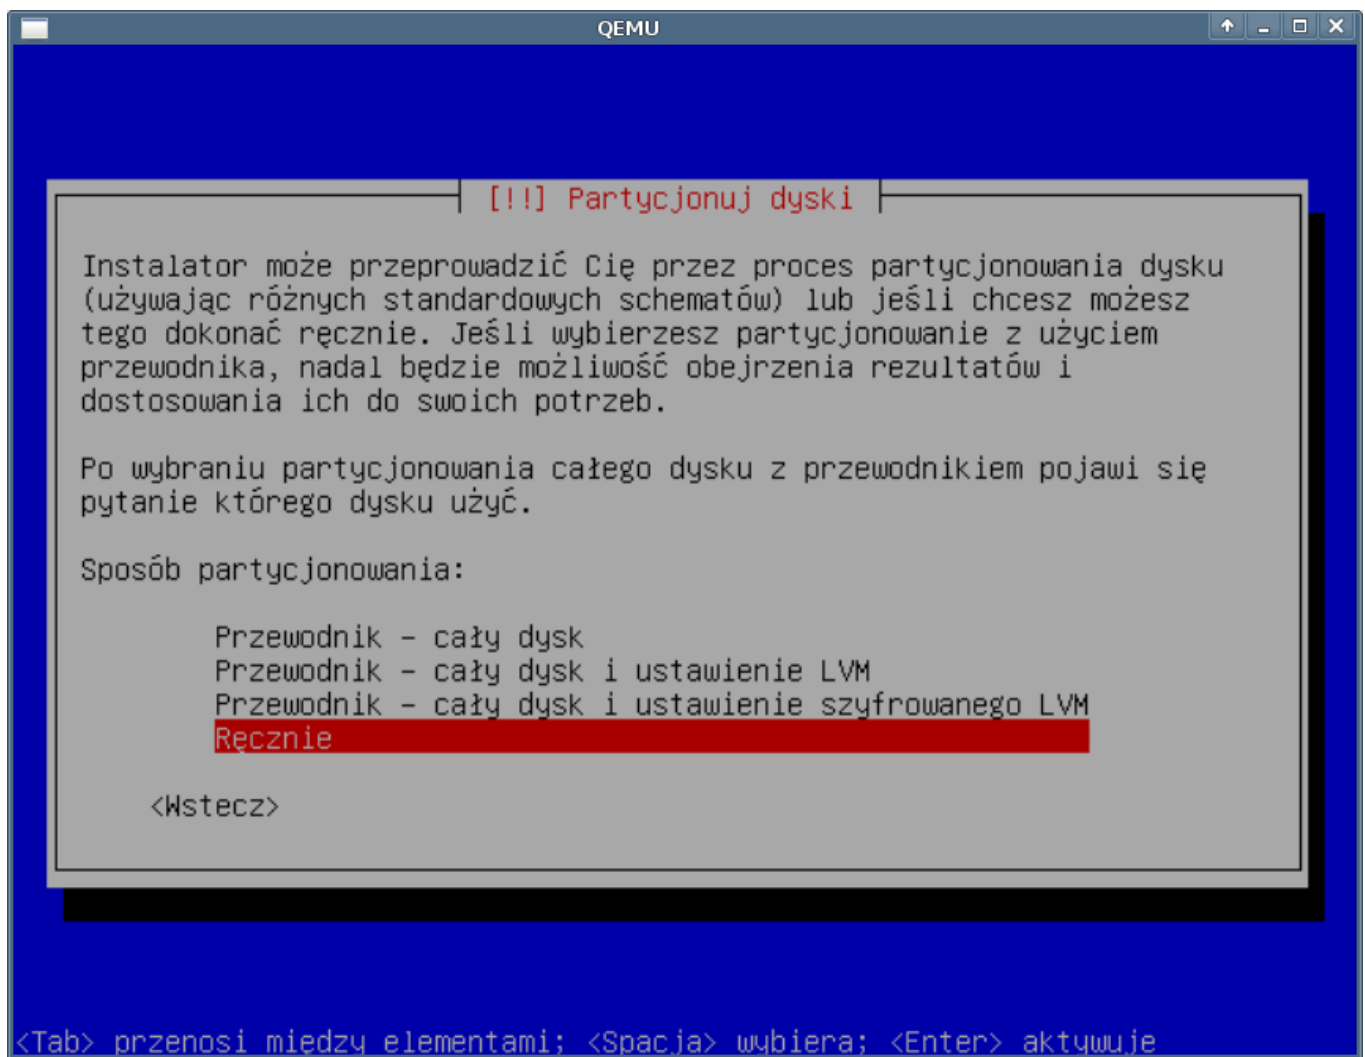 QEMU
[!!] Partycjonuj dyski
Instalator może przeprowadzić Cię przez proces partycjonowania dysku
(używając różnych standardowych schematów) lub jeśli chcesz możesz
tego dokonać ręcznie. Jeśli wybierzesz partycjonowanie z użyciem
przewodnika, nadal będzie możliwość obejrzenia rezultatów i
dostosowania ich do swoich potrzeb.
Po wybraniu partycjonowania całego dysku z przewodnikiem pojawi się
pytanie którego dysku użyć.
Sposób partycjonowania:
Przewodnik – cały dysk
Przewodnik – cały dysk i ustawienie LVM
Przewodnik – cały dysk i ustawienie szyfrowanego LVM
Ręcznie
<Wstecz>
<Tab> przenosi między elementami; <Spacja> wybiera; <Enter> aktywuje